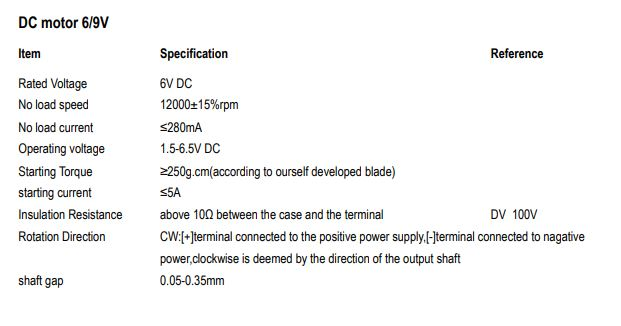 DC motor 6/9V
Item Specification Reference
Rated Voltage 6V DC
No load speed 12000±15%rpm
No load current ≤280mA
Operating voltage 1.5-6.5V DC
Starting Torque ≥250g.cm(according to ourself developed blade)
starting current ≤5A
Insulation Resistance above 10Ω between the case and the terminal DV 100V
Rotation Direction CW:[+]terminal connected to the positive power supply,[-]terminal connected to nagative
power,clockwise is deemed by the direction of the output shaft
shaft gap 0.05-0.35mm